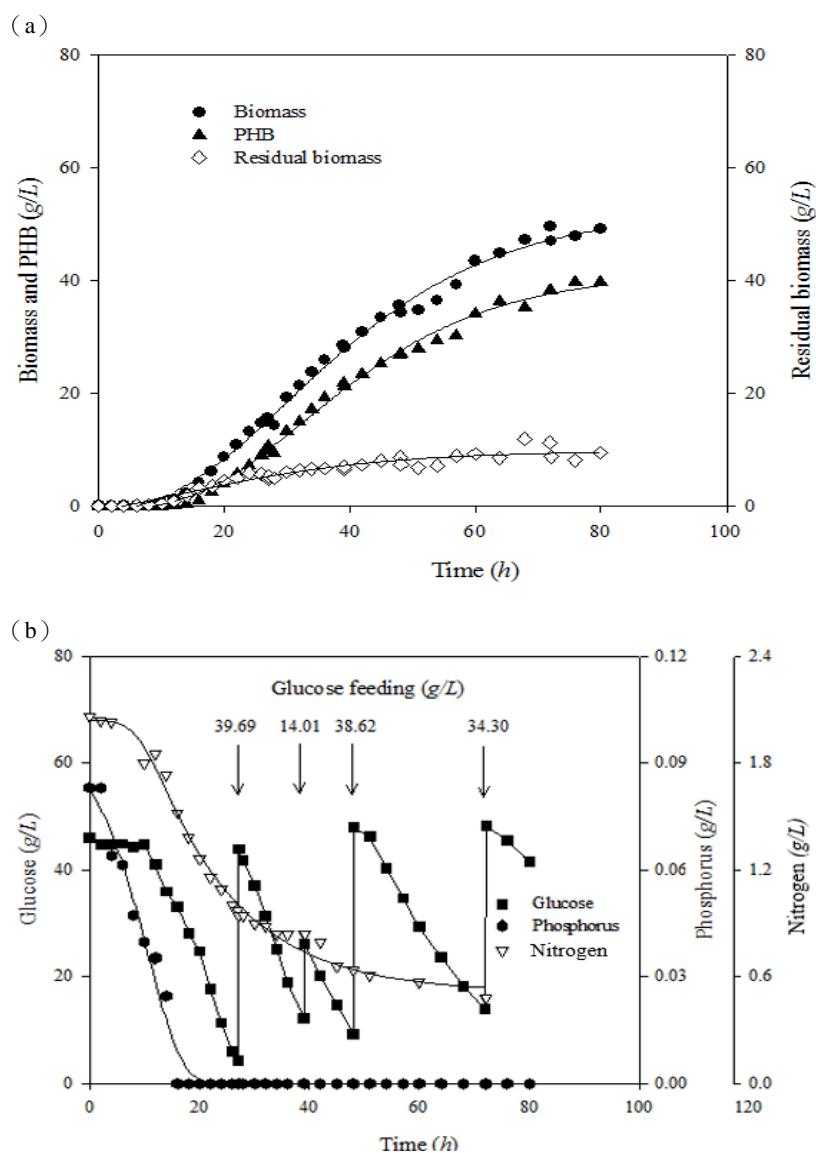 (a)
80
60
40
20
0
Biomass and PHB (g/L)
Biomass
PHB
Residual biomass
80
60
40
20
0
Residual biomass (g/L)
0 20 40 60 80 100
Time (h)
(b)
80
60
40
20
0
Glucose (g/L)
Glucose feeding (g/L)
39.69 14.01 38.62 34.30
Glucose
Phosphorus
Nitrogen
0.12
0.09
0.06
0.03
0.00
Phosphorus (g/L)
2.4
1.8
1.2
0.6
0.0
Nitrogen (g/L)
0 20 40 60 80 100 120
Time (h)